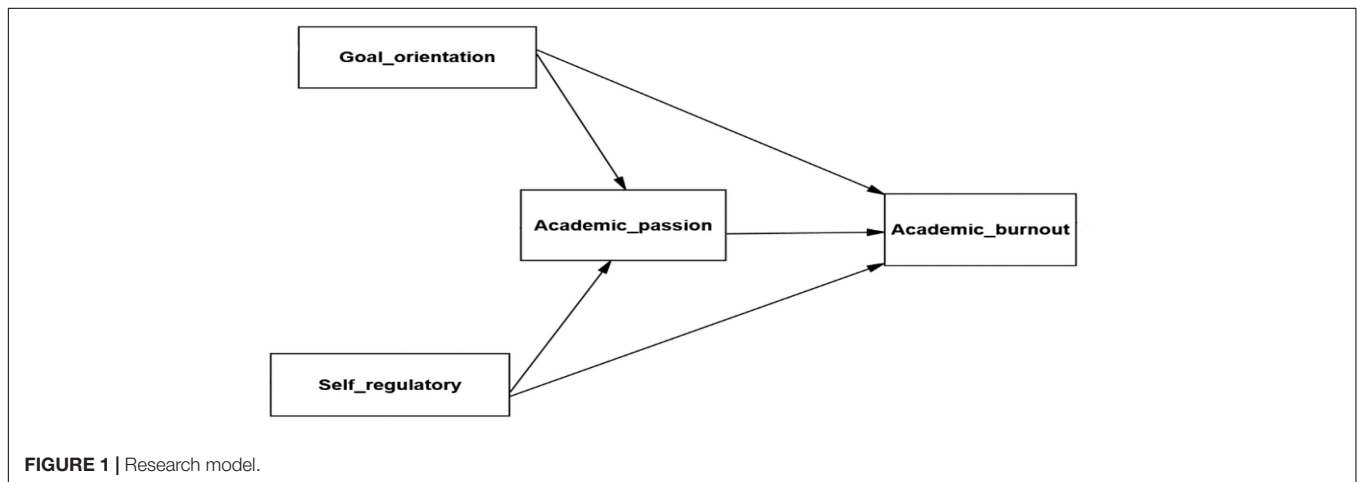 Goal_orientation
Academic_passion
Academic_burnout
Self_regulatory
FIGURE 1 | Research model.